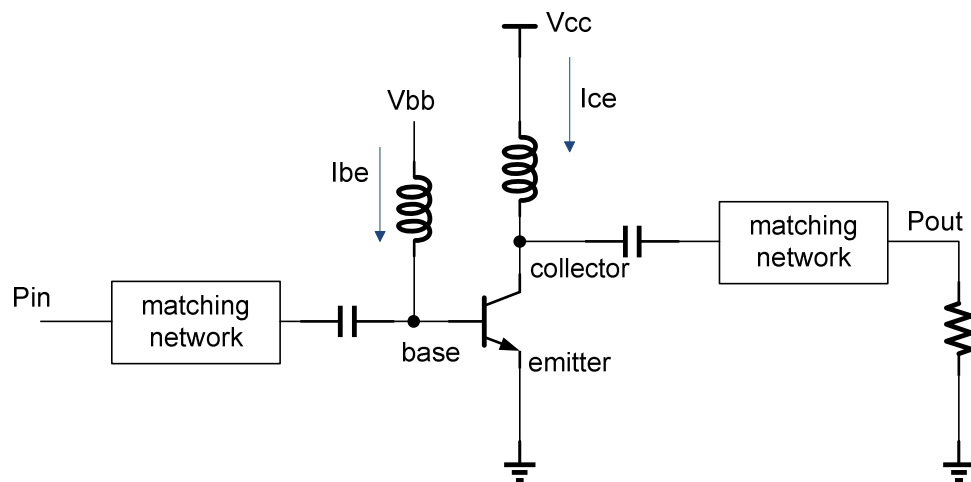 Vcc
Ice
Vbb
Ibe
matching
network
Pout
collector
Pin
matching
network
base
emitter